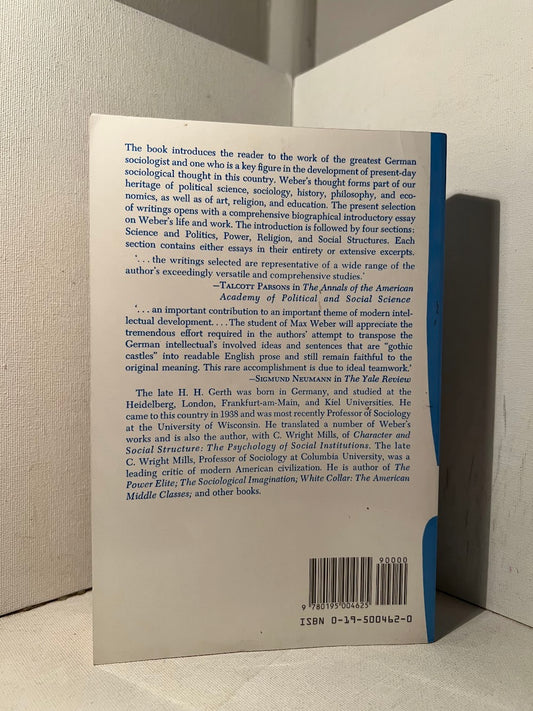 The book introduces the reader to the work of the greatest German
sociologist and one who is a key figure in the development of present-day
sociological thought in this country. Weber's thought forms part of our
heritage of political science, sociology, history, philosophy, and eco-
nomics, as well as of art, religion, and education. The present selection
of writings opens with a comprehensive biographical introductory essay
on Weber's life and work. The introduction is followed by four sections:
Science and Politics, Power, Religion, and Social Structures. Each
section contains either essays in their entirety or extensive excerpts.
'. . . the writings selected are representative of a wide range of the
author's exceedingly versatile and comprehensive studies.'
—TALCOTT PARSONS in The Annals of the American
Academy of Political and Social Science
'. . . an important contribution to an important theme of modern intel-
lectual development. . . . The student of Max Weber will appreciate the
tremendous effort required in the authors' attempt to transpose the
German intellectual's involved ideas and sentences that are "gothic
castles" into readable English prose and still remain faithful to the
original meaning. This rare accomplishment is due to ideal teamwork.'
—SIGMUND NEUMANN in The Yale Review
The late H. H. Gerth was born in Germany, and studied at the
Heidelberg, London, Frankfurt-am-Main, and Kiel Universities. He
came to this country in 1938 and was most recently Professor of Sociology
at the University of Wisconsin. He translated a number of Weber's
works and is also the author, with C. Wright Mills, of Character and
Social Structure: The Psychology of Social Institutions. The late
C. Wright Mills, Professor of Sociology at Columbia University, was a
leading critic of modern American civilization. He is author of The
Power Elite; The Sociological Imagination; White Collar: The American
Middle Classes; and other books.
90000
9 780195 004625
ISBN 0-19-500462-0